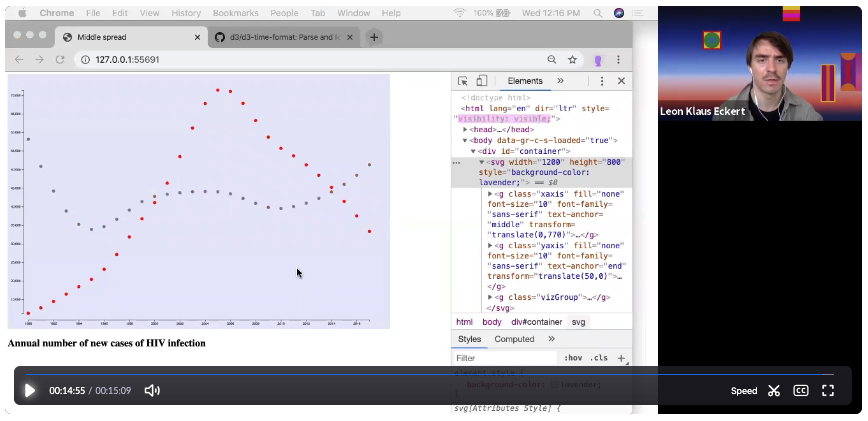 Chrome File Edit View History Bookmarks People Tab Window Help 100% Wed 12:16 PM
Middle spread
d3/d3-time-format: Parse and fo
127.0.0.1:55691
Elements
<!doctype html>
<html lang="en" dir="ltr" style=
"visibility: visible;">
<head>…</head>
<body data-gr-c-s-loaded="true">
<div id="container">
<svg width="1200" height="800"
style="background-color:
lavender;"> == $0
<g class="xaxis" fill="none"
font-size="10" font-family=
"sans-serif" text-anchor=
"middle" transform=
"translate(0,770)">…</g>
<g class="yaxis" fill="none"
font-size="10" font-family=
"sans-serif" text-anchor="end"
transform="translate(50,0)">…
</g>
<g class="vizGroup">…</g>
</svg>
html body div#container svg
Styles Computed
Filter :hov .cls +
element.style {
background-color: lavender;
}
svg[Attributes Style] {
Annual number of new cases of HIV infection
Leon Klaus Eckert
00:14:55 / 00:15:09
Speed
CC